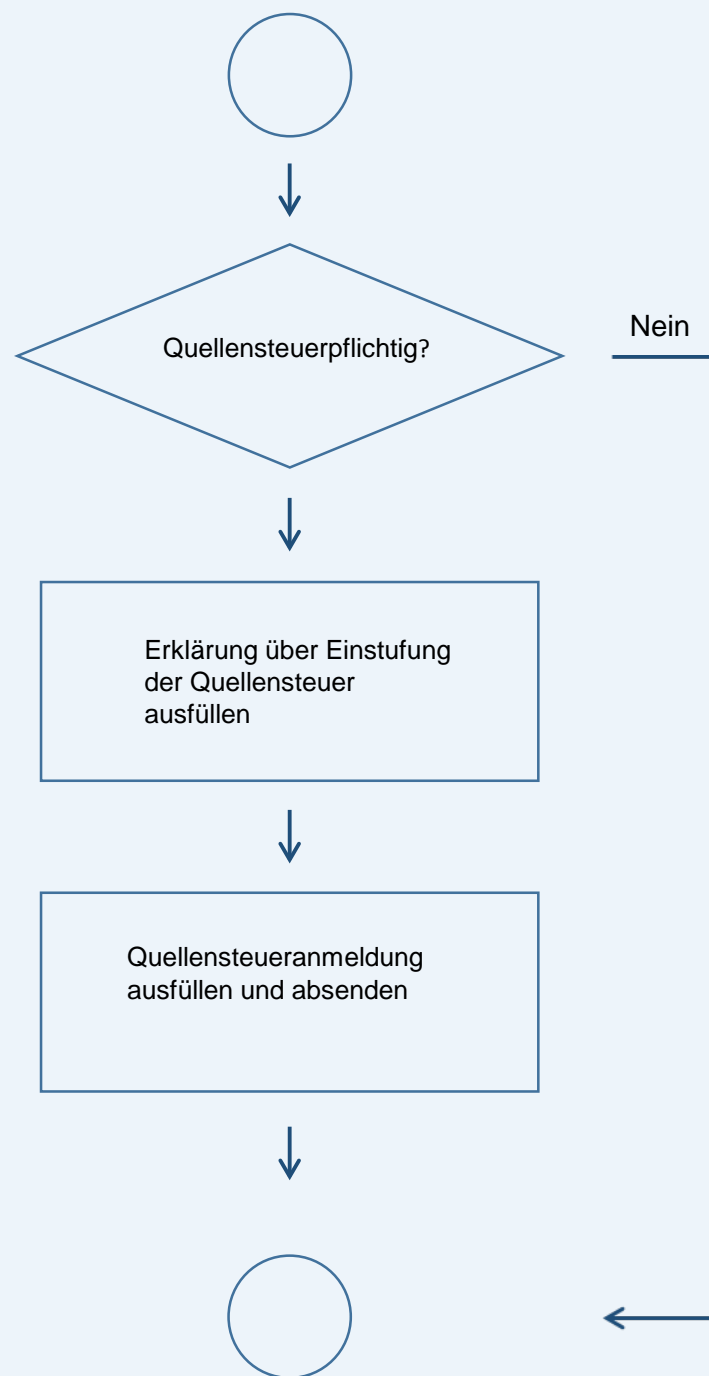 Quellensteuerpflichtig?
Nein
Erklärung über Einstufung
der Quellensteuer
ausfüllen
Quellensteueranmeldung
ausfüllen und absenden